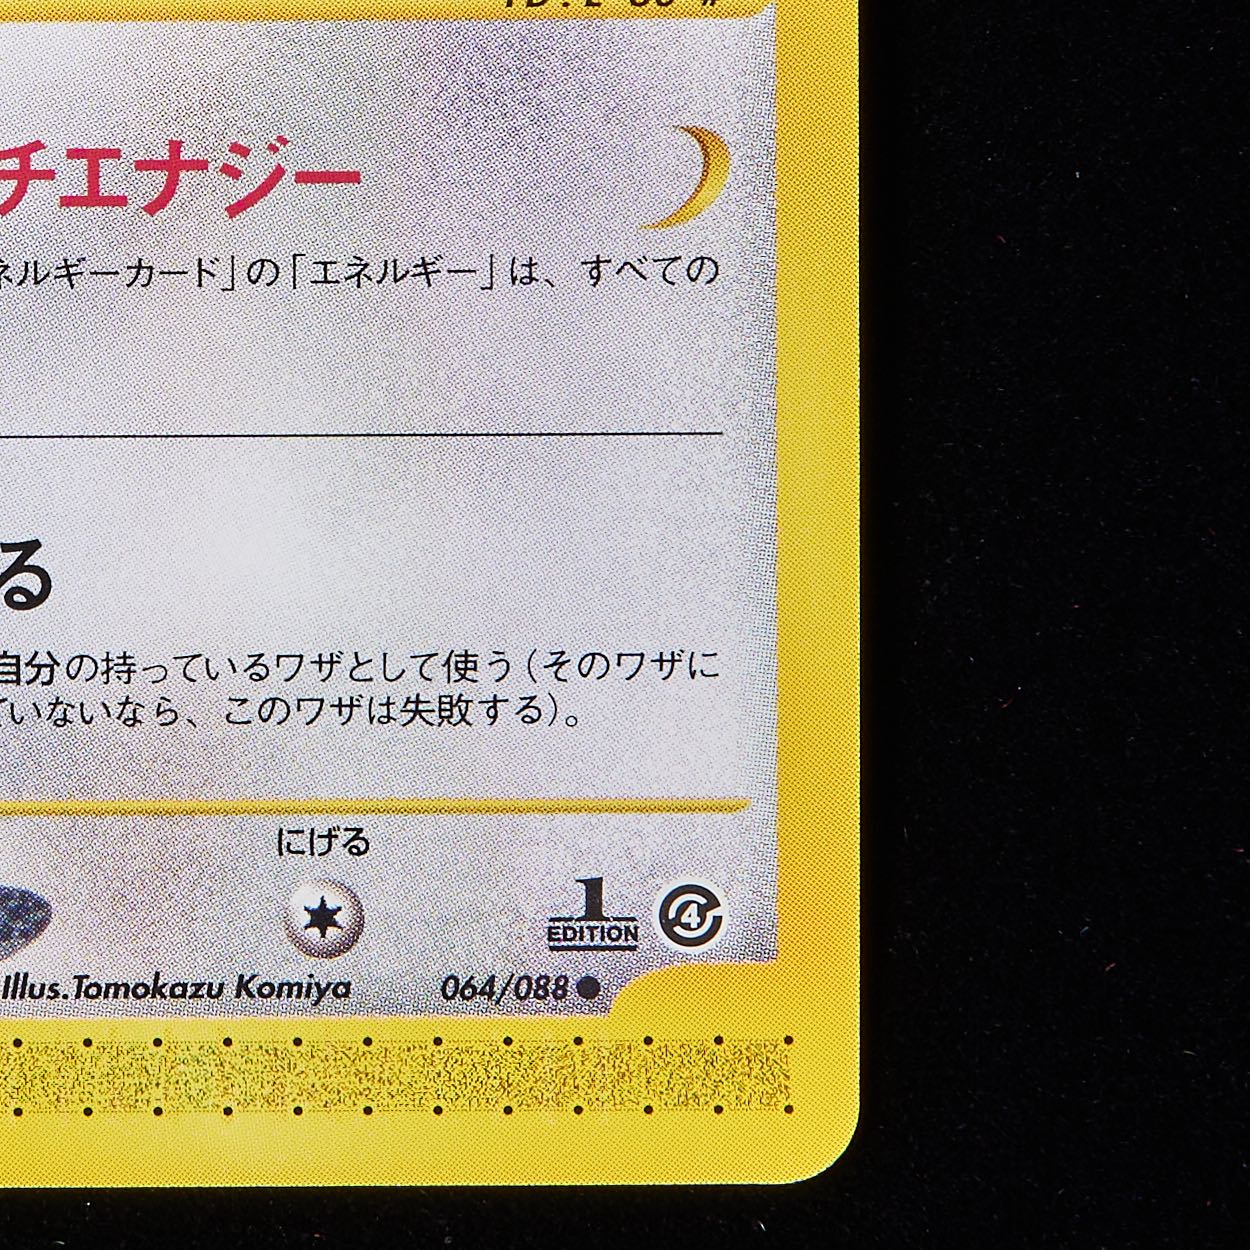 チエナジー
ネルギーカード」の「エネルギー」は、すべての
る
自分の持っているワザとして使う（そのワザに
ていないなら、このワザは失敗する）。
にげる
1
EDITION
4
Illus.Tomokazu Komiya
064/088●